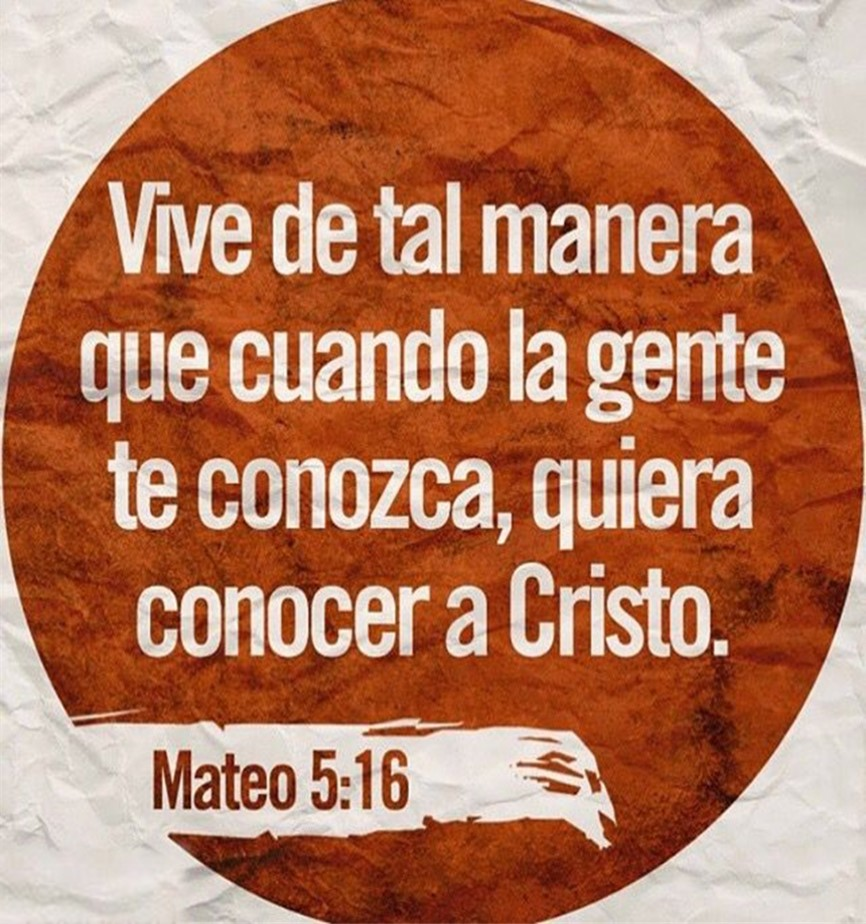 Vive de tal manera
que cuando la gente
te conozca, quiera
conocer a Cristo.
Mateo 5:16